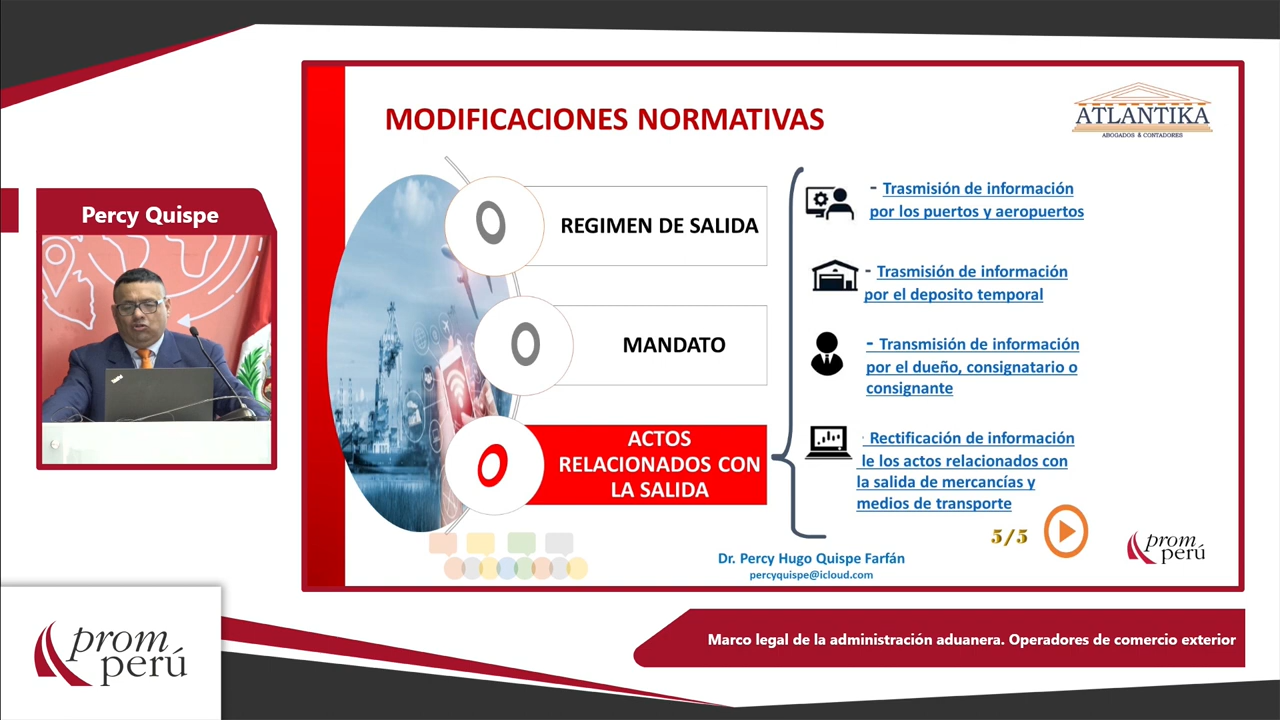 Percy Quispe
MODIFICACIONES NORMATIVAS
ATLANTIKA
ABOGADOS & CONTADORES
REGIMEN DE SALIDA
MANDATO
ACTOS
RELACIONADOS CON
LA SALIDA
- Trasmisión de información
por los puertos y aeropuertos
- Trasmisión de información
por el deposito temporal
- Transmisión de información
por el dueño, consignatario o
consignante
- Rectificación de información
le los actos relacionados con
la salida de mercancías y
medios de transporte
5/5
Dr. Percy Hugo Quispe Farfán
percyquispe@icloud.com
prom
perú
Marco legal de la administración aduanera. Operadores de comercio exterior
prom
perú